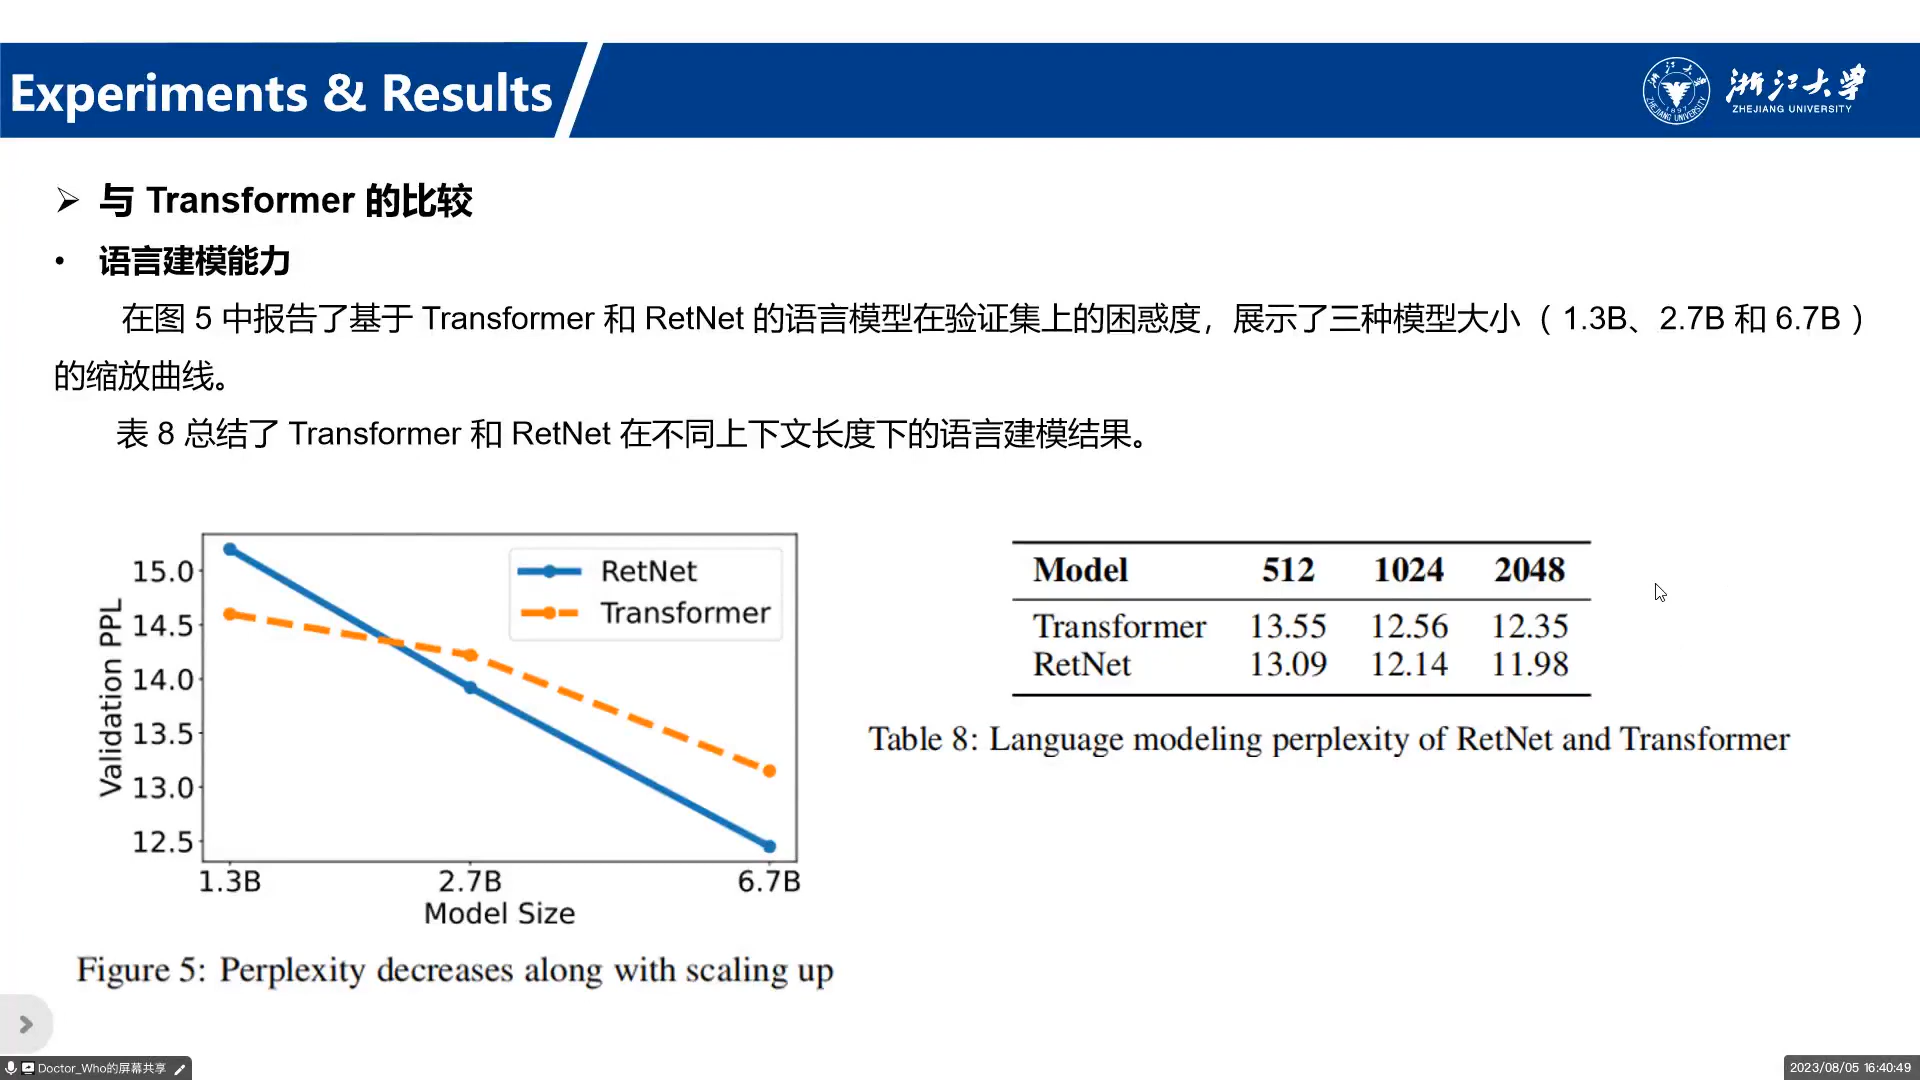 Experiments & Results
浙江大学
ZHEJIANG UNIVERSITY
➢ 与 Transformer 的比较
• 语言建模能力
在图 5 中报告了基于 Transformer 和 RetNet 的语言模型在验证集上的困惑度，展示了三种模型大小（1.3B、2.7B 和 6.7B）
的缩放曲线。
表 8 总结了 Transformer 和 RetNet 在不同上下文长度下的语言建模结果。
RetNet
Transformer
Validation PPL
15.0
14.5
14.0
13.5
13.0
12.5
1.3B 2.7B 6.7B
Model Size
Figure 5: Perplexity decreases along with scaling up
Model 512 1024 2048
Transformer 13.55 12.56 12.35
RetNet 13.09 12.14 11.98
Table 8: Language modeling perplexity of RetNet and Transformer
Doctor_Who的屏幕共享
2023/08/05 16:40:49